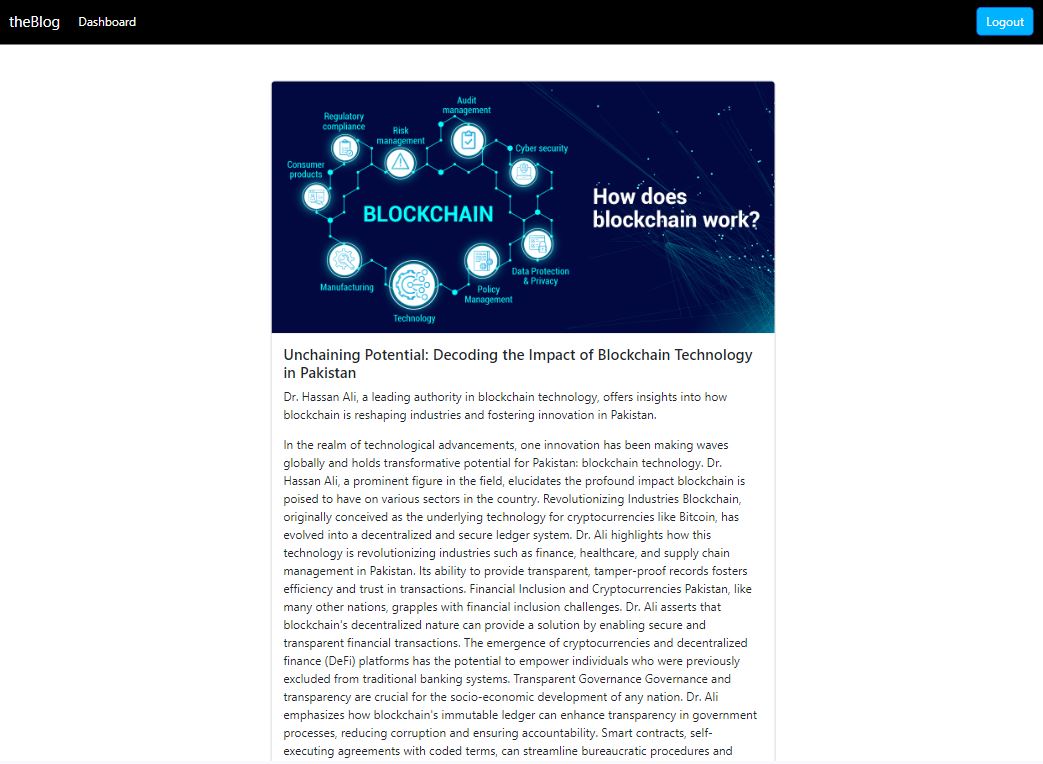 theBlog Dashboard Logout
Audit
management
Regulatory
compliance
Risk
management
Cyber security
Consumer
products
BLOCKCHAIN
How does
blockchain work?
Data Protection
& Privacy
Manufacturing
Policy
Management
Technology
Unchaining Potential: Decoding the Impact of Blockchain Technology
in Pakistan
Dr. Hassan Ali, a leading authority in blockchain technology, offers insights into how
blockchain is reshaping industries and fostering innovation in Pakistan.
In the realm of technological advancements, one innovation has been making waves
globally and holds transformative potential for Pakistan: blockchain technology. Dr.
Hassan Ali, a prominent figure in the field, elucidates the profound impact blockchain is
poised to have on various sectors in the country. Revolutionizing Industries Blockchain,
originally conceived as the underlying technology for cryptocurrencies like Bitcoin, has
evolved into a decentralized and secure ledger system. Dr. Ali highlights how this
technology is revolutionizing industries such as finance, healthcare, and supply chain
management in Pakistan. Its ability to provide transparent, tamper-proof records fosters
efficiency and trust in transactions. Financial Inclusion and Cryptocurrencies Pakistan, like
many other nations, grapples with financial inclusion challenges. Dr. Ali asserts that
blockchain's decentralized nature can provide a solution by enabling secure and
transparent financial transactions. The emergence of cryptocurrencies and decentralized
finance (DeFi) platforms has the potential to empower individuals who were previously
excluded from traditional banking systems. Transparent Governance Governance and
transparency are crucial for the socio-economic development of any nation. Dr. Ali
emphasizes how blockchain's immutable ledger can enhance transparency in government
processes, reducing corruption and ensuring accountability. Smart contracts, self-
executing agreements with coded terms, can streamline bureaucratic procedures and